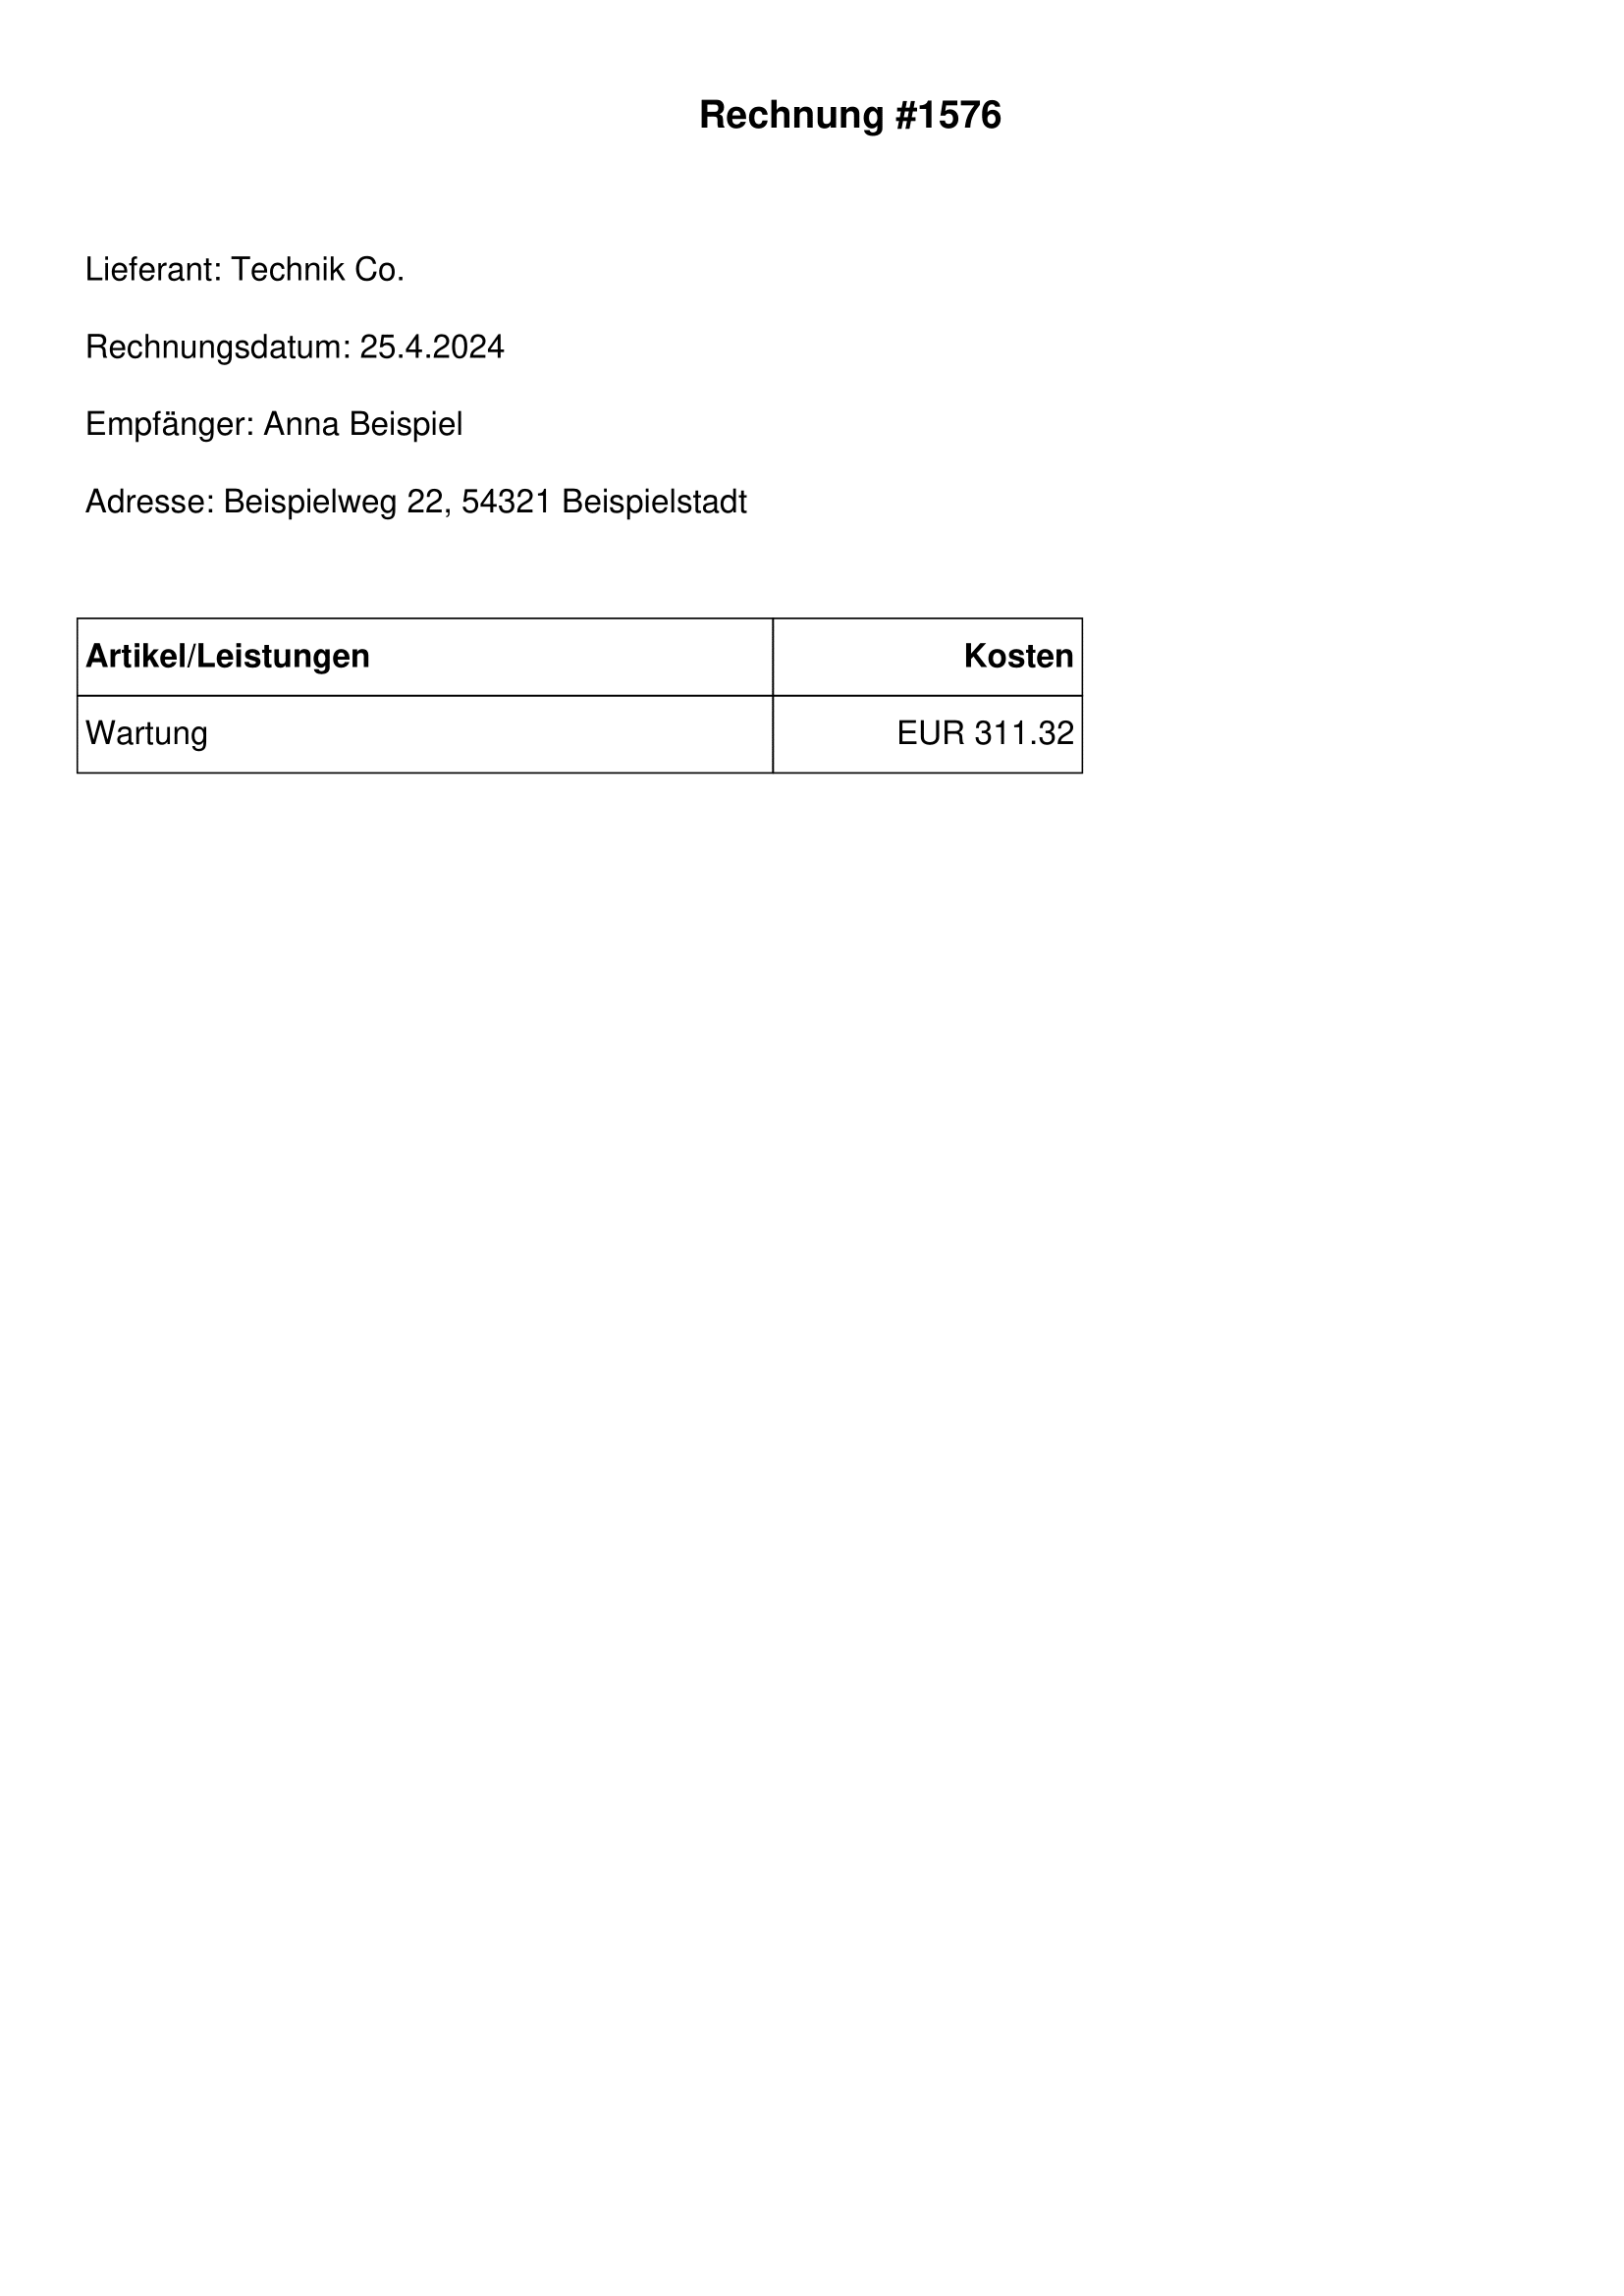 Rechnung #1576
Lieferant: Technik Co.
Rechnungsdatum: 25.4.2024
Empfänger: Anna Beispiel
Adresse: Beispielweg 22, 54321 Beispielstadt
Artikel/Leistungen Kosten
Wartung EUR 311.32